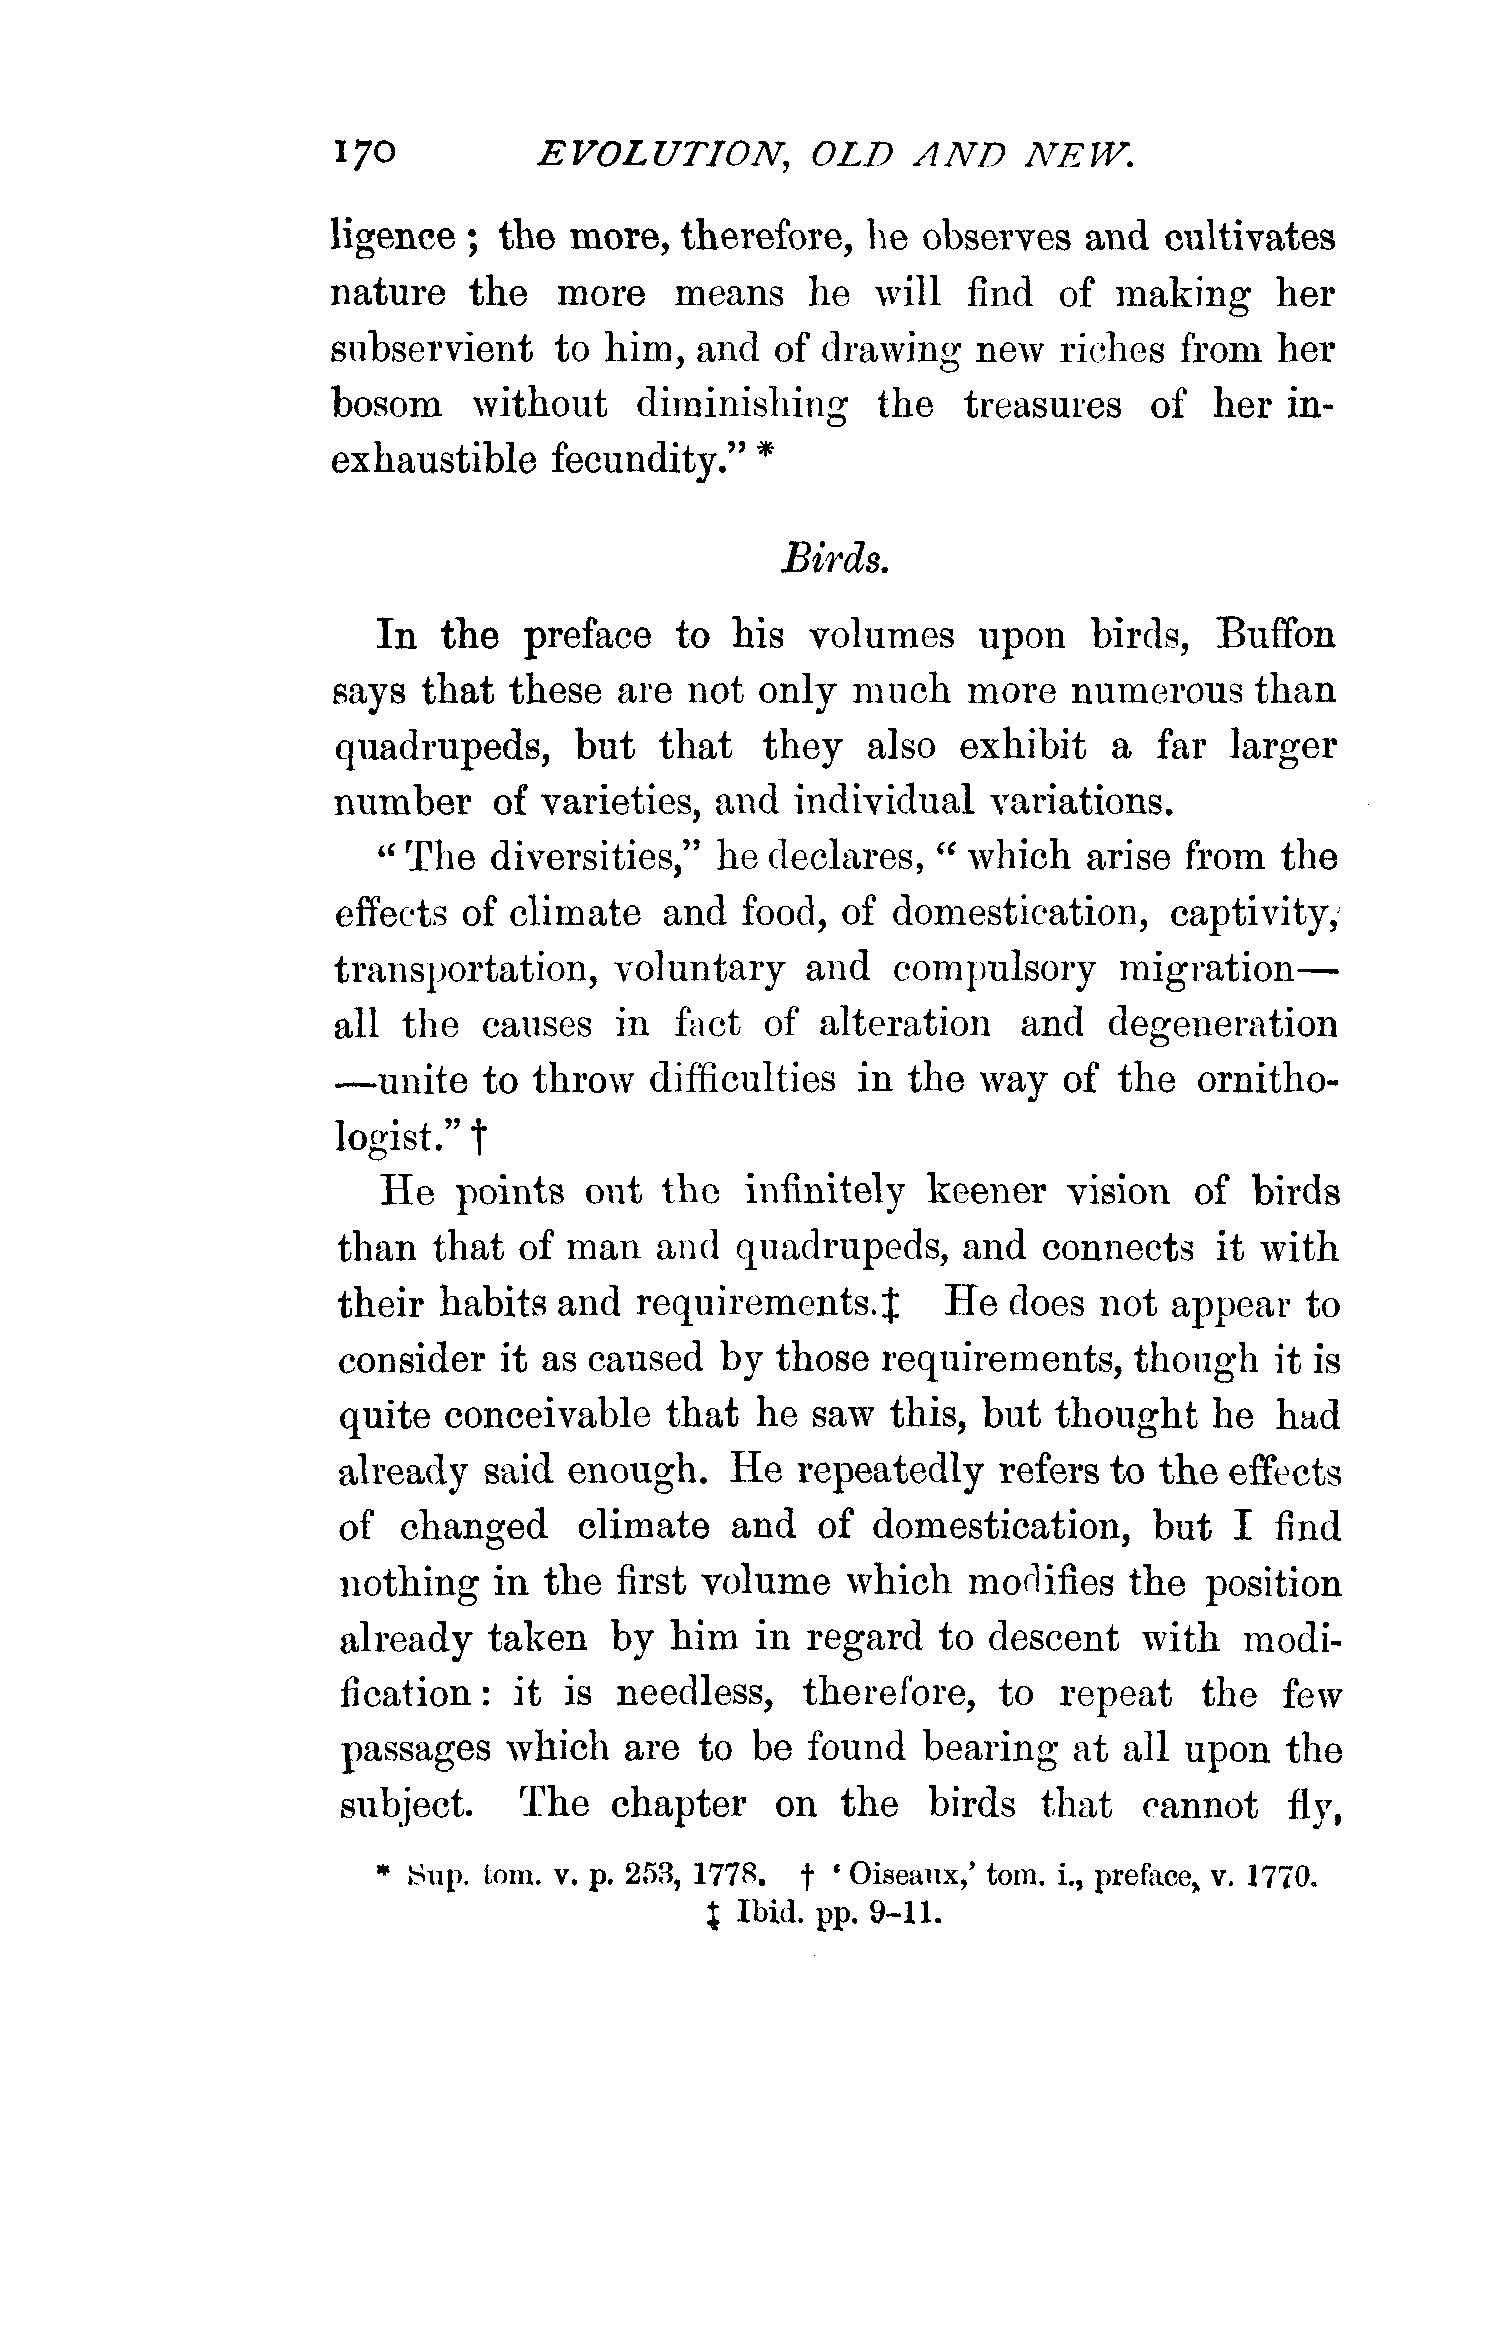 170 EVOLUTION, OLD AND NEW.
ligence ; the more, therefore, he observes and cultivates
nature the more means he will find of making her
subservient to him, and of drawing new riches from her
bosom without diminishing the treasures of her in-
exhaustible fecundity.” *
Birds.
In the preface to his volumes upon birds, Buffon
says that these are not only much more numerous than
quadrupeds, but that they also exhibit a far larger
number of varieties, and individual variations.
“ The diversities,” he declares, “ which arise from the
effects of climate and food, of domestication, captivity,
transportation, voluntary and compulsory migration—
all the causes in fact of alteration and degeneration
—unite to throw difficulties in the way of the ornitho-
logist.” †
He points out the infinitely keener vision of birds
than that of man and quadrupeds, and connects it with
their habits and requirements.‡ He does not appear to
consider it as caused by those requirements, though it is
quite conceivable that he saw this, but thought he had
already said enough. He repeatedly refers to the effects
of changed climate and of domestication, but I find
nothing in the first volume which modifies the position
already taken by him in regard to descent with modi-
fication : it is needless, therefore, to repeat the few
passages which are to be found bearing at all upon the
subject. The chapter on the birds that cannot fly,
* Sup. tom. v. p. 253, 1778. † ‘ Oiseaux,’ tom. i., preface, v. 1770.
‡ Ibid. pp. 9–11.